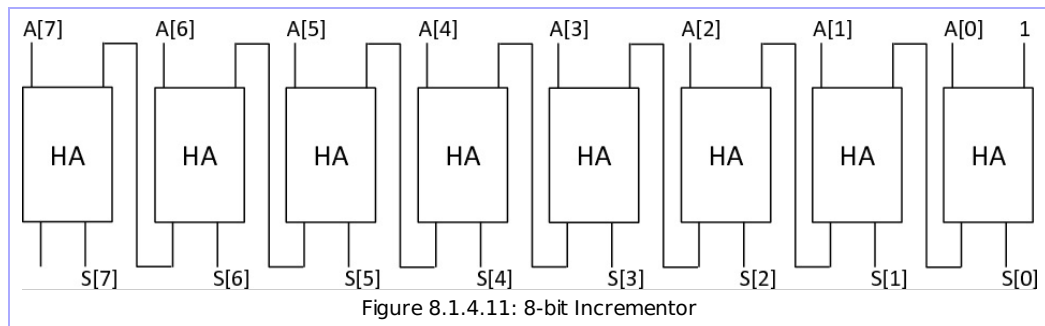 A[7] A[6] A[5] A[4] A[3] A[2] A[1] A[0] 1
HA HA HA HA HA HA HA HA
S[7] S[6] S[5] S[4] S[3] S[2] S[1] S[0]
Figure 8.1.4.11: 8-bit Incrementor